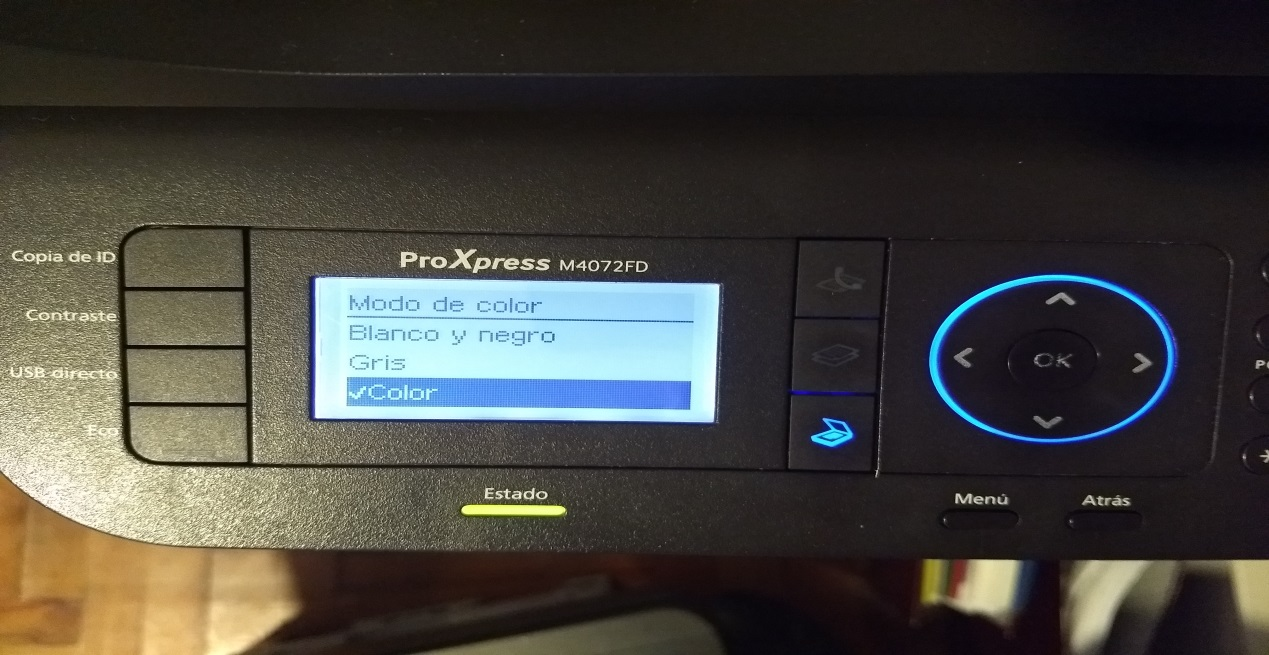 Copia de ID
Contraste
USB directo
Eco
ProXpress M4072FD
Modo de color
Blanco y negro
Gris
✓Color
Estado
OK
Menú
Atrás